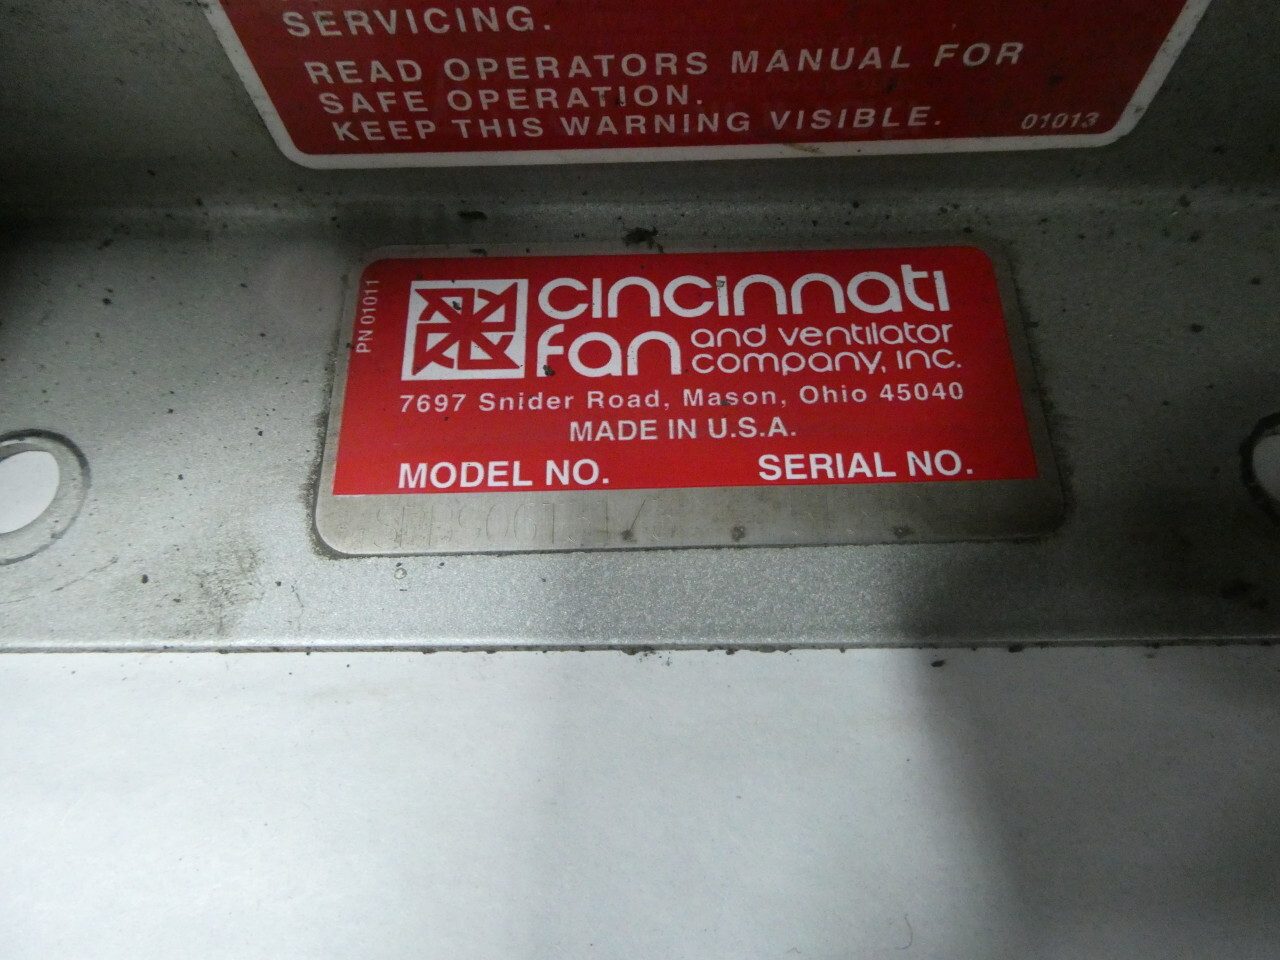 SERVICING.
READ OPERATORS MANUAL FOR
SAFE OPERATION.
KEEP THIS WARNING VISIBLE. 01013
PN 01011
cincinnati
fan and ventilator
company, inc.
7697 Snider Road, Mason, Ohio 45040
MADE IN U.S.A.
MODEL NO. SERIAL NO.